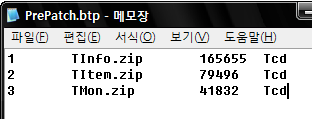 PrePatch.btp - 메모장
파일(F) 편집(E) 서식(O) 보기(V) 도움말(H)
1 TInfo.zip 165655 Tcd
2 TItem.zip 79496 Tcd
3 TMon.zip 41832 Tcd